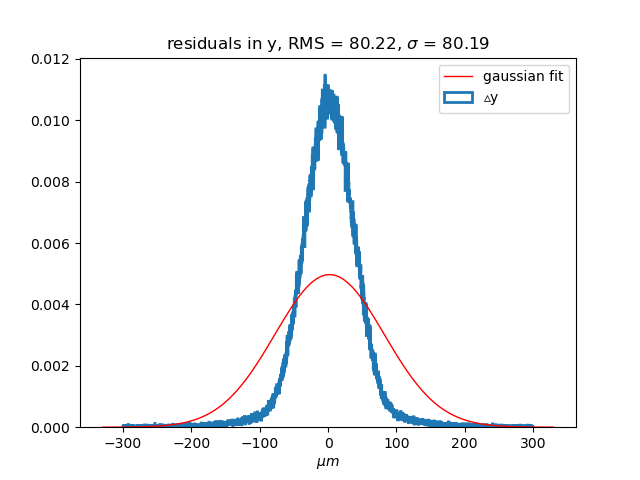 residuals in y, RMS = 80.22, σ = 80.19
gaussian fit
△y
0.012
0.010
0.008
0.006
0.004
0.002
0.000
−300 −200 −100 0 100 200 300
μm